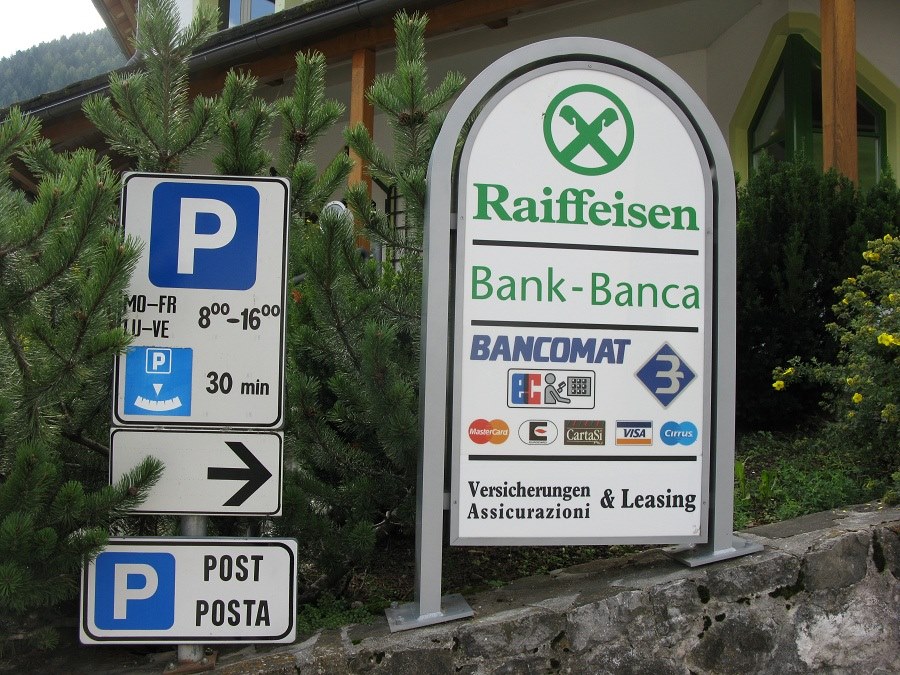 P
MO-FR
LU-VE
8⁰⁰-16⁰⁰
P
30 min
P
POST
POSTA
Raiffeisen
Bank-Banca
BANCOMAT
ec
MasterCard
CartaSi
VISA
Cirrus
Versicherungen
Assicurazioni
& Leasing